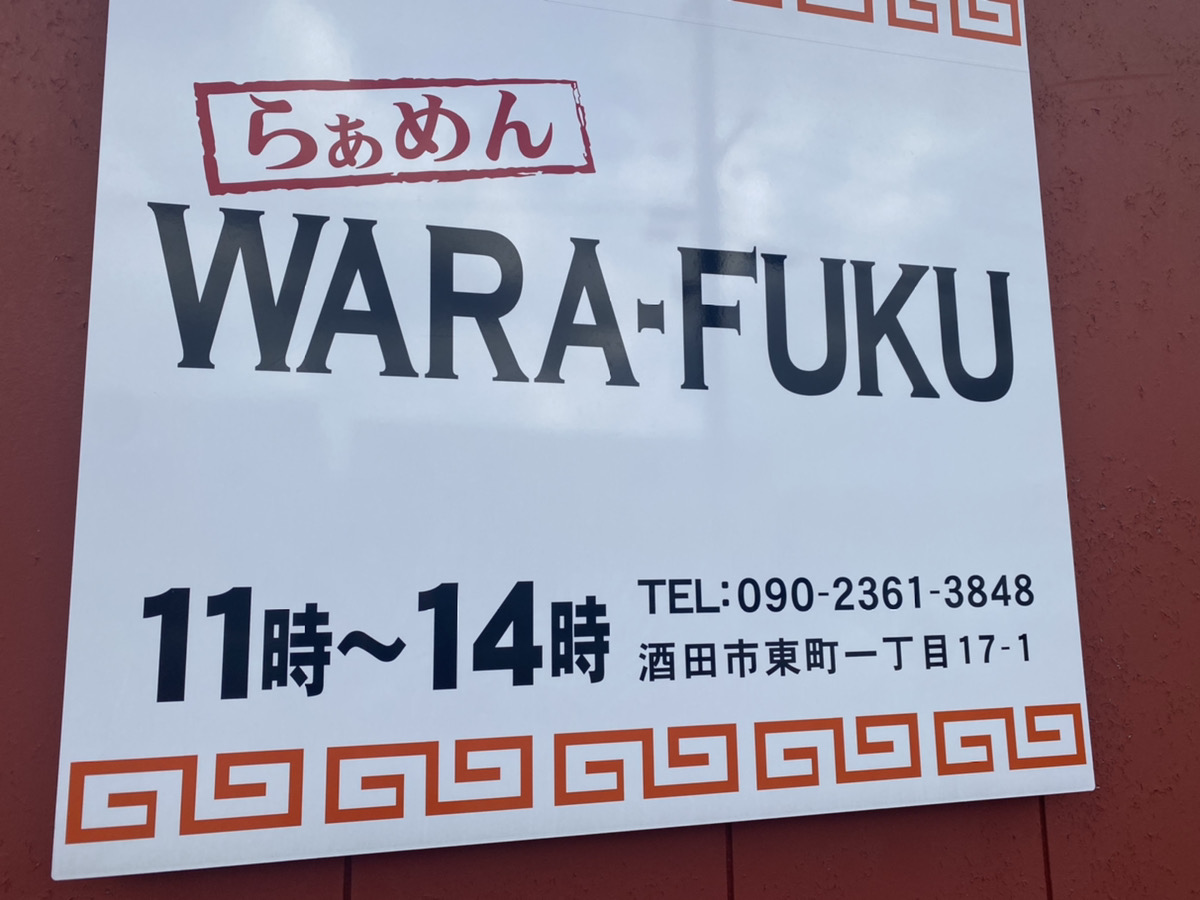 らぁめん
WARA-FUKU
11時～14時
TEL:090-2361-3848
酒田市東町一丁目17-1